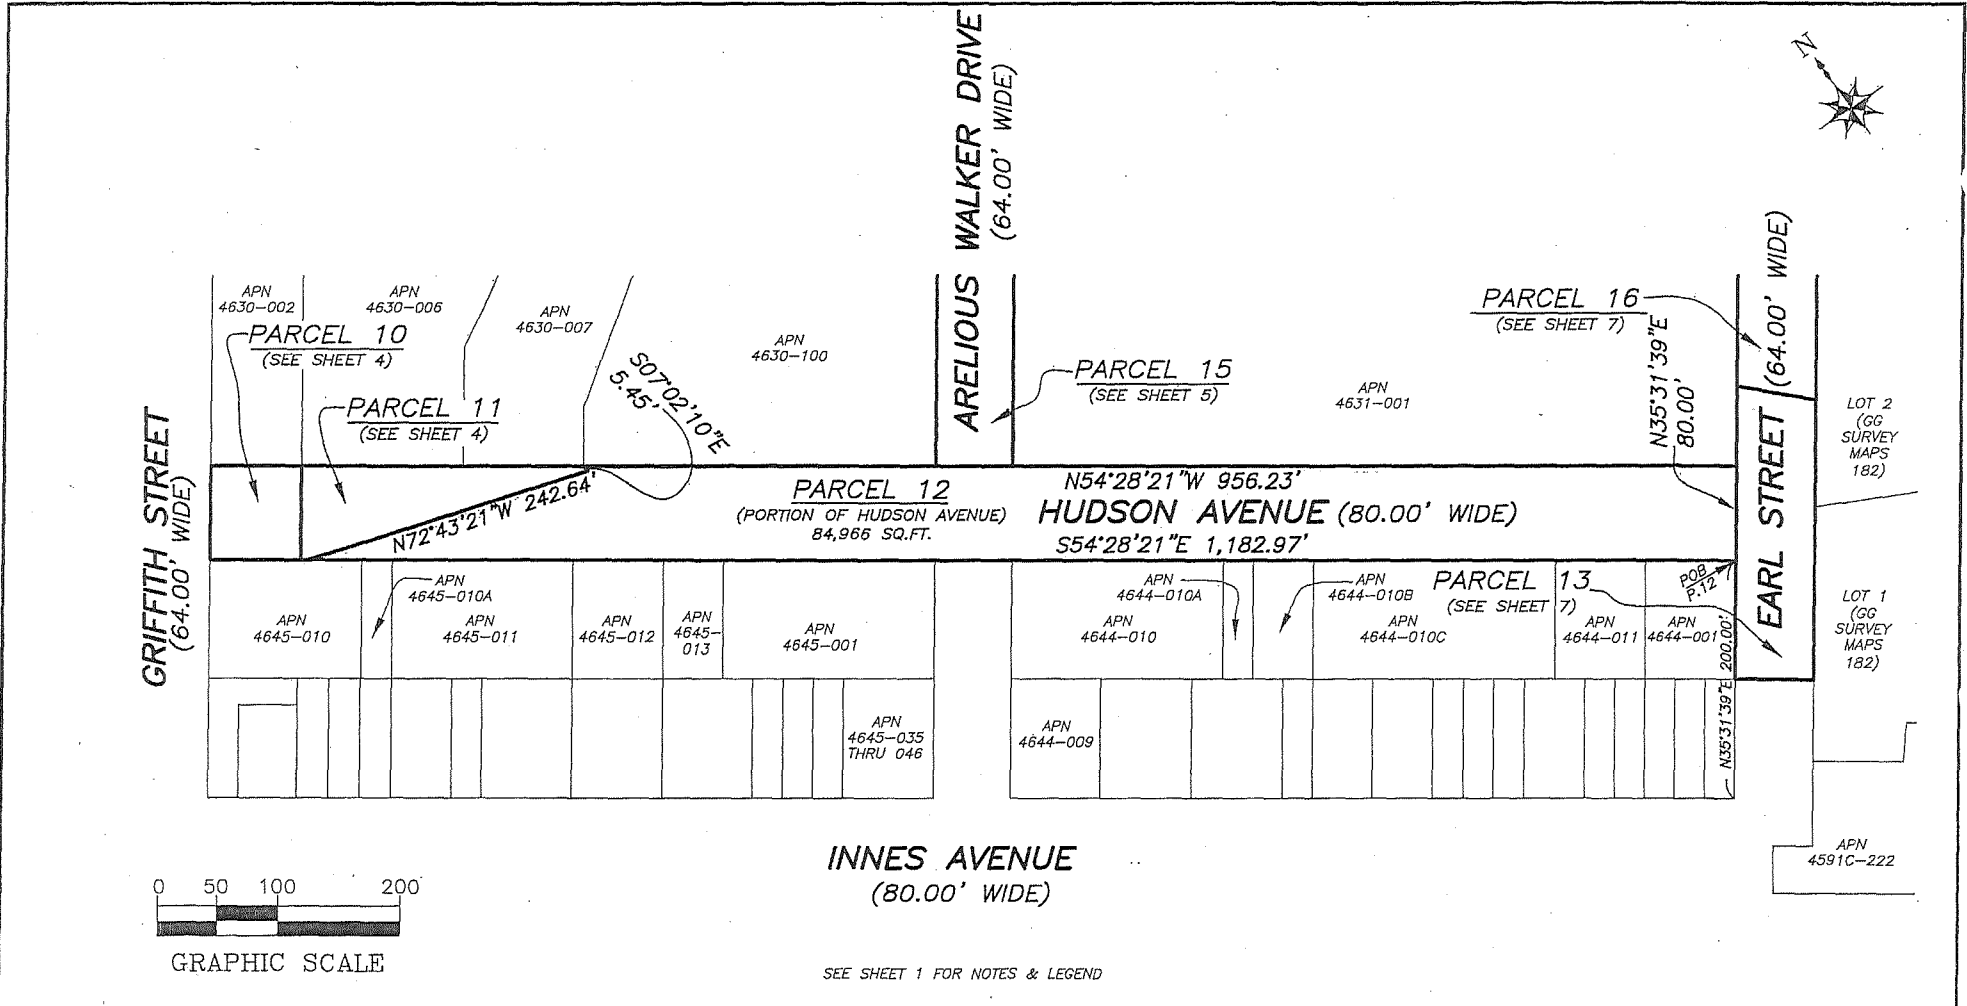 N
ARELIOUS WALKER DRIVE
(64.00' WIDE)
APN
4630-002
APN
4630-006
APN
4630-007
APN
4630-100
PARCEL 10
(SEE SHEET 4)
PARCEL 11
(SEE SHEET 4)
S07°02'10"E
5.45'
PARCEL 15
(SEE SHEET 5)
APN
4631-001
PARCEL 16
(SEE SHEET 7)
N35°31'39"E
80.00'
(64.00' WIDE)
EARL STREET
LOT 2
(GG
SURVEY
MAPS
182)
GRIFFITH STREET
(64.00' WIDE)
N72°43'21"W 242.64'
PARCEL 12
(PORTION OF HUDSON AVENUE)
84,966 SQ.FT.
N54°28'21"W 956.23'
HUDSON AVENUE (80.00' WIDE)
S54°28'21"E 1,182.97'
APN
4645-010
APN
4645-010A
APN
4645-011
APN
4645-012
APN
4645-
013
APN
4645-001
APN
4644-010
APN
4644-010A
APN
4644-010B
APN
4644-010C
PARCEL 13
(SEE SHEET 7)
APN
4644-011
APN
4644-001
POB
P.12
N35°31'39"E 200.00'
LOT 1
(GG
SURVEY
MAPS
182)
APN
4645-035
THRU 046
APN
4644-009
APN
4591C-222
INNES AVENUE
(80.00' WIDE)
0 50 100 200
GRAPHIC SCALE
SEE SHEET 1 FOR NOTES & LEGEND